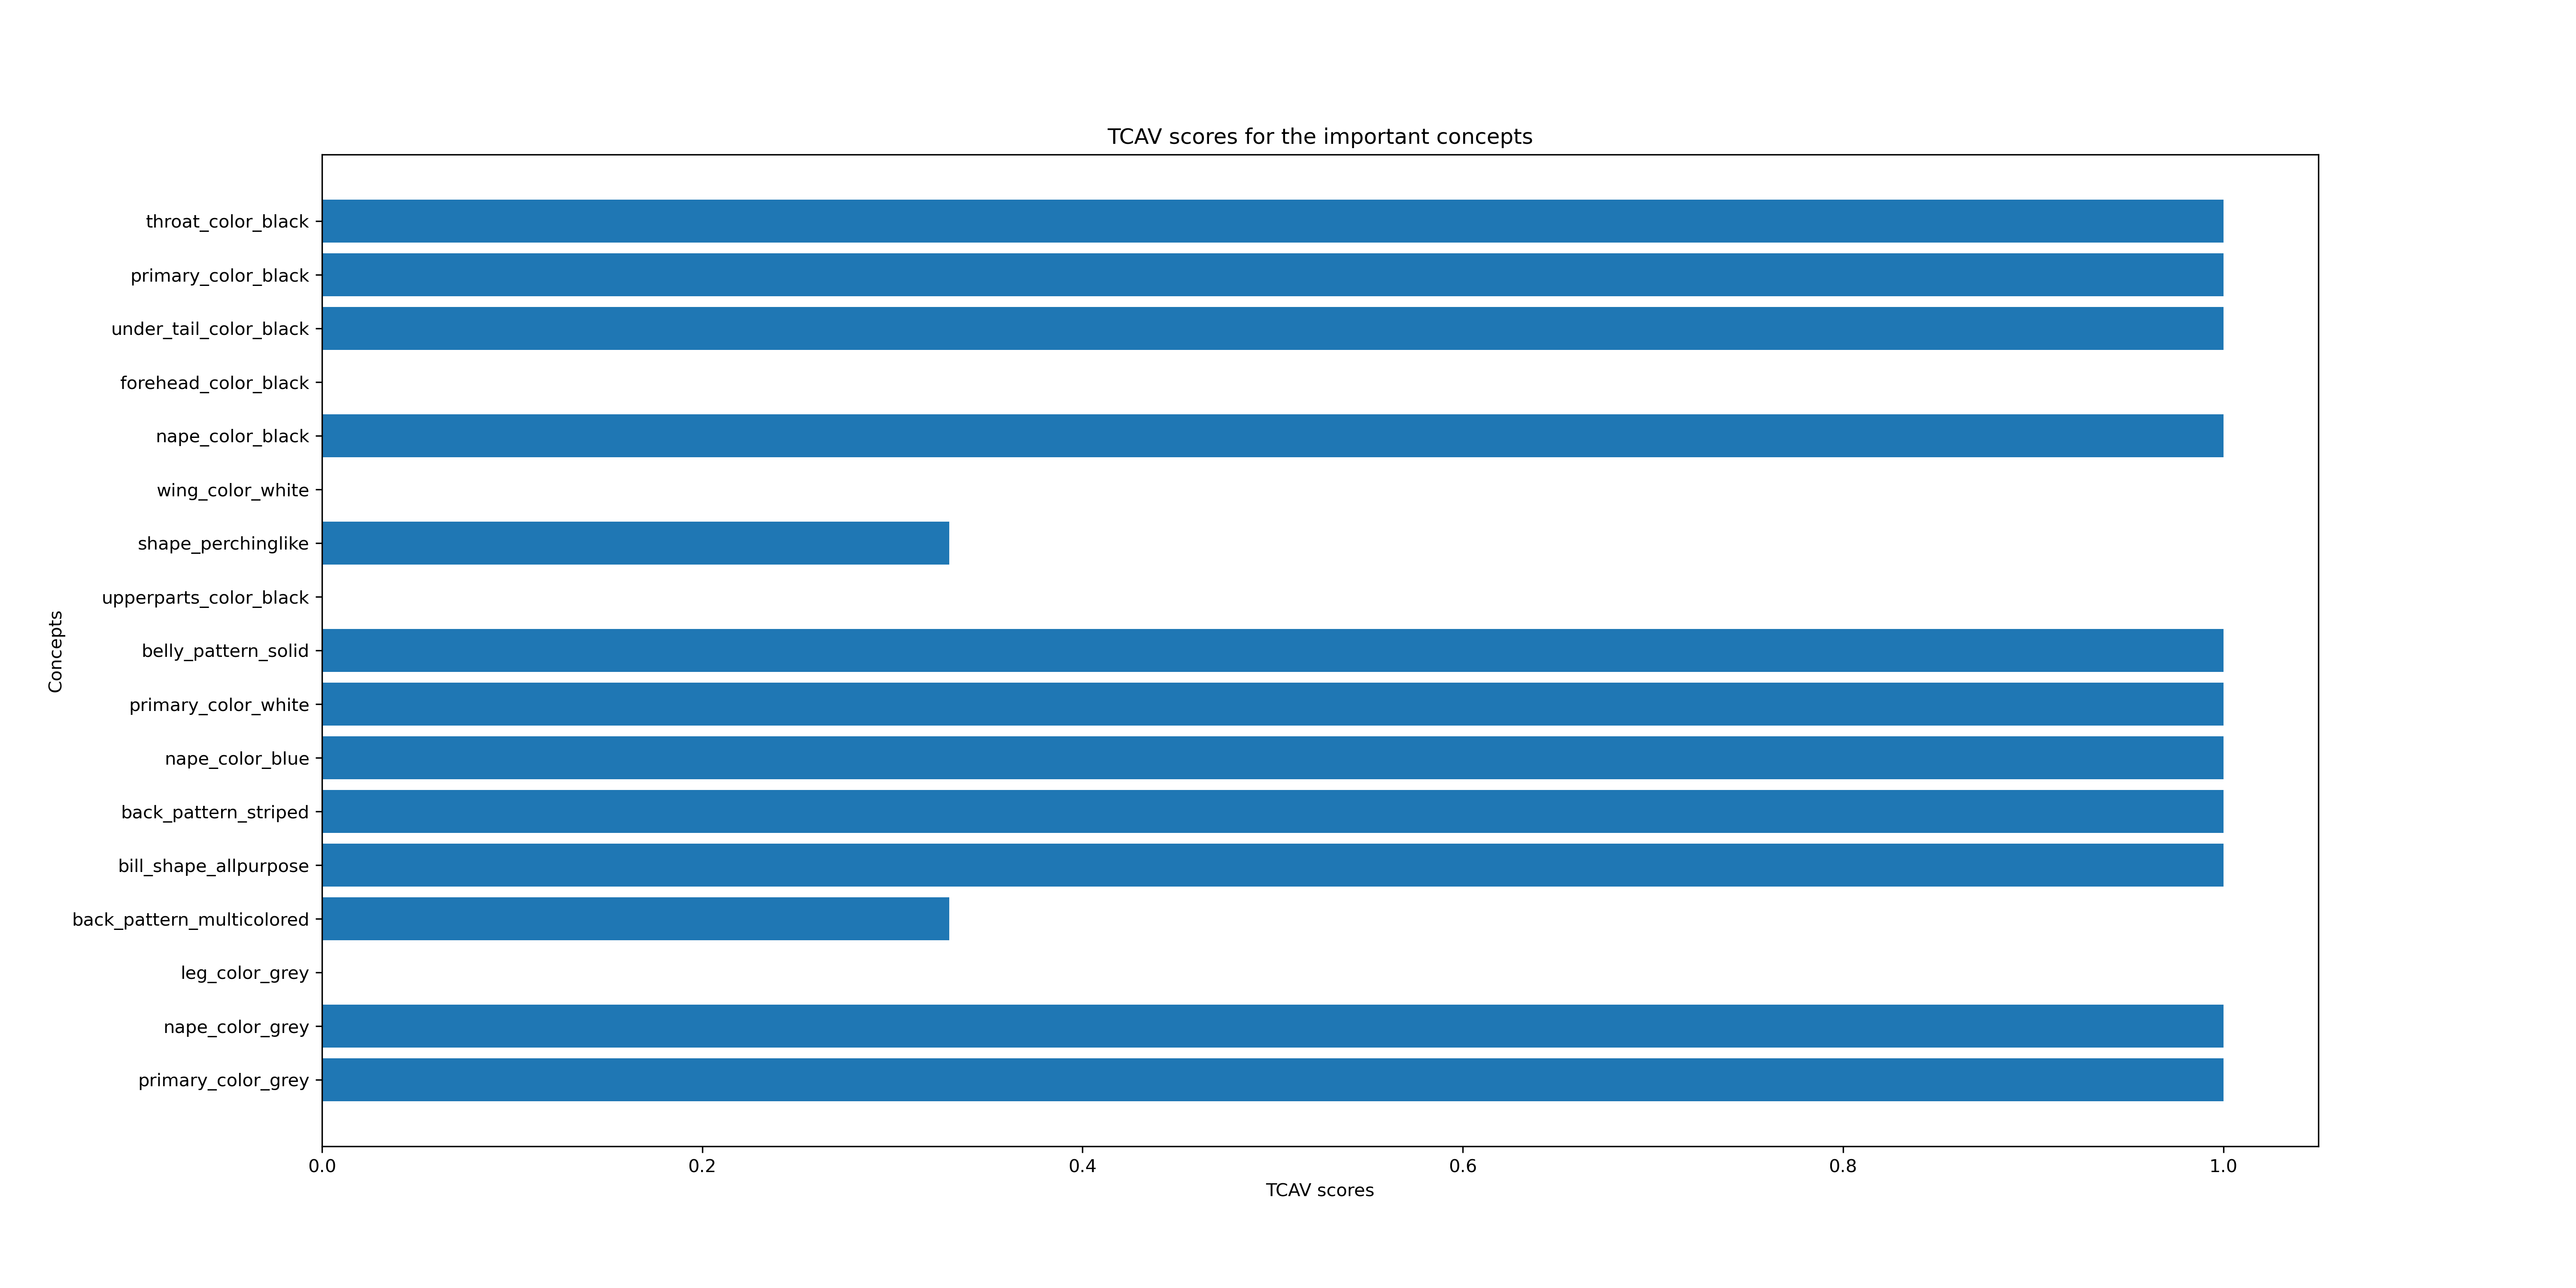 TCAV scores for the important concepts
throat_color_black
primary_color_black
under_tail_color_black
forehead_color_black
nape_color_black
wing_color_white
shape_perchinglike
upperparts_color_black
belly_pattern_solid
primary_color_white
nape_color_blue
back_pattern_striped
bill_shape_allpurpose
back_pattern_multicolored
leg_color_grey
nape_color_grey
primary_color_grey
Concepts
0.0 0.2 0.4 0.6 0.8 1.0
TCAV scores